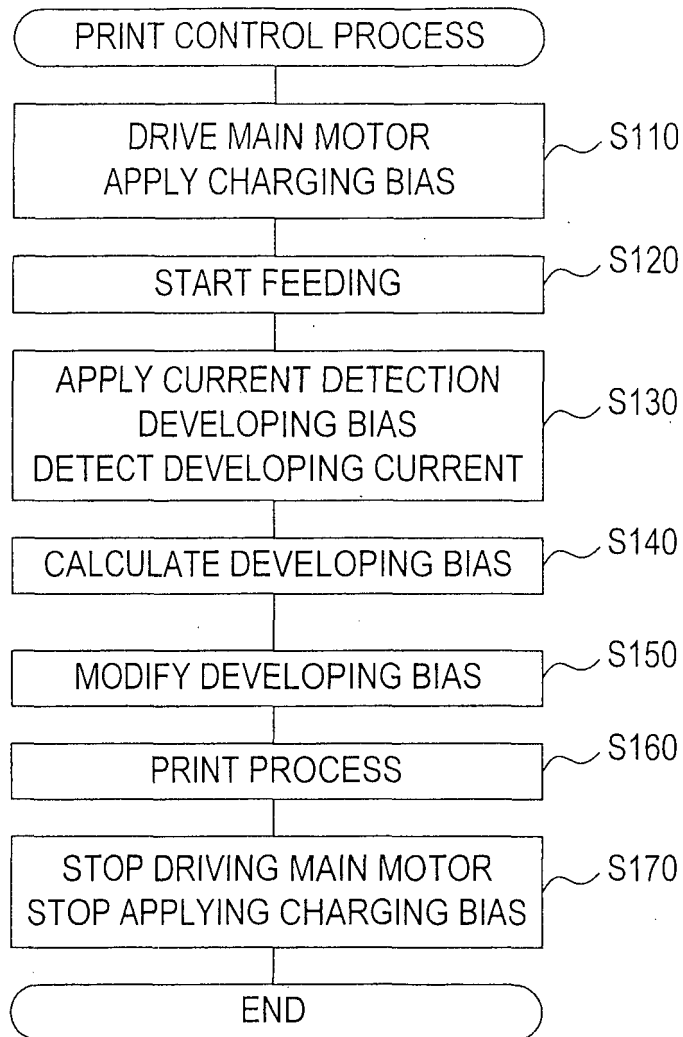 PRINT CONTROL PROCESS
DRIVE MAIN MOTOR
APPLY CHARGING BIAS
S110
START FEEDING
S120
APPLY CURRENT DETECTION
DEVELOPING BIAS
DETECT DEVELOPING CURRENT
S130
CALCULATE DEVELOPING BIAS
S140
MODIFY DEVELOPING BIAS
S150
PRINT PROCESS
S160
STOP DRIVING MAIN MOTOR
STOP APPLYING CHARGING BIAS
S170
END